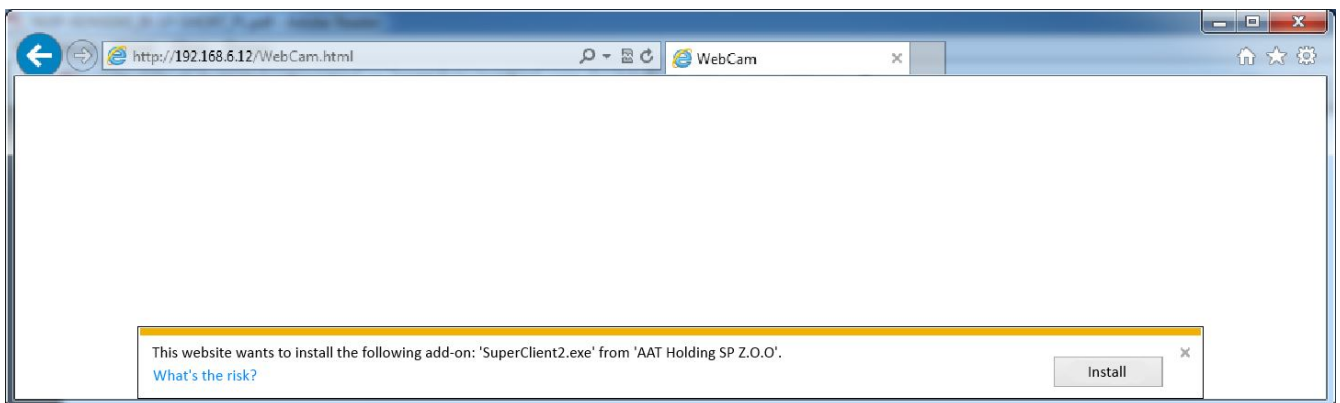 http://192.168.6.12/WebCam.html
WebCam
This website wants to install the following add-on: 'SuperClient2.exe' from 'AAT Holding SP Z.O.O'.
What's the risk?
Install